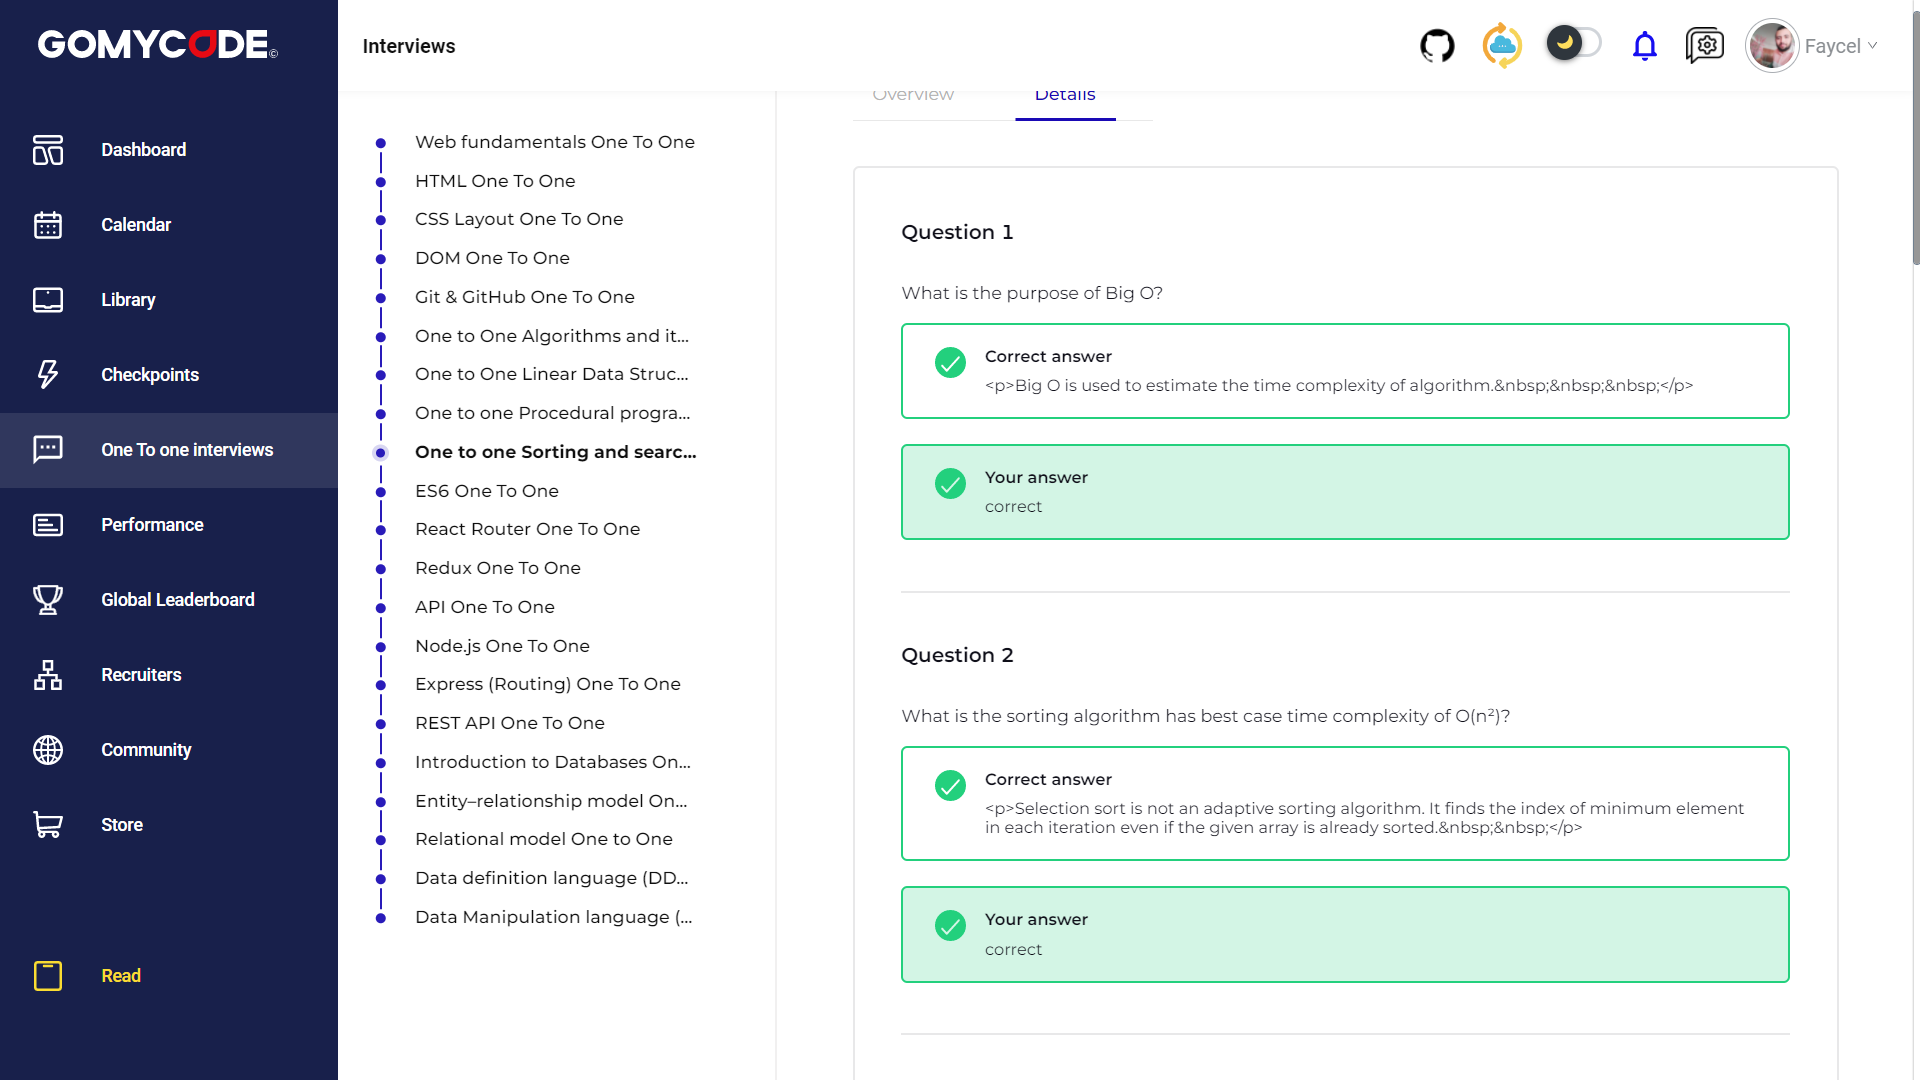 GOMYCODE©
Dashboard
Calendar
Library
Checkpoints
One To one interviews
Performance
Global Leaderboard
Recruiters
Community
Store
Read
Interviews
Faycel
Web fundamentals One To One
HTML One To One
CSS Layout One To One
DOM One To One
Git & GitHub One To One
One to One Algorithms and it...
One to One Linear Data Struc...
One to one Procedural progra...
One to one Sorting and searc...
ES6 One To One
React Router One To One
Redux One To One
API One To One
Node.js One To One
Express (Routing) One To One
REST API One To One
Introduction to Databases On...
Entity–relationship model On...
Relational model One to One
Data definition language (DD...
Data Manipulation language (...
Overview
Details
Question 1
What is the purpose of Big O?
Correct answer
<p>Big O is used to estimate the time complexity of algorithm.&nbsp;&nbsp;&nbsp;</p>
Your answer
correct
Question 2
What is the sorting algorithm has best case time complexity of O(n²)?
Correct answer
<p>Selection sort is not an adaptive sorting algorithm. It finds the index of minimum element
in each iteration even if the given array is already sorted.&nbsp;&nbsp;</p>
Your answer
correct